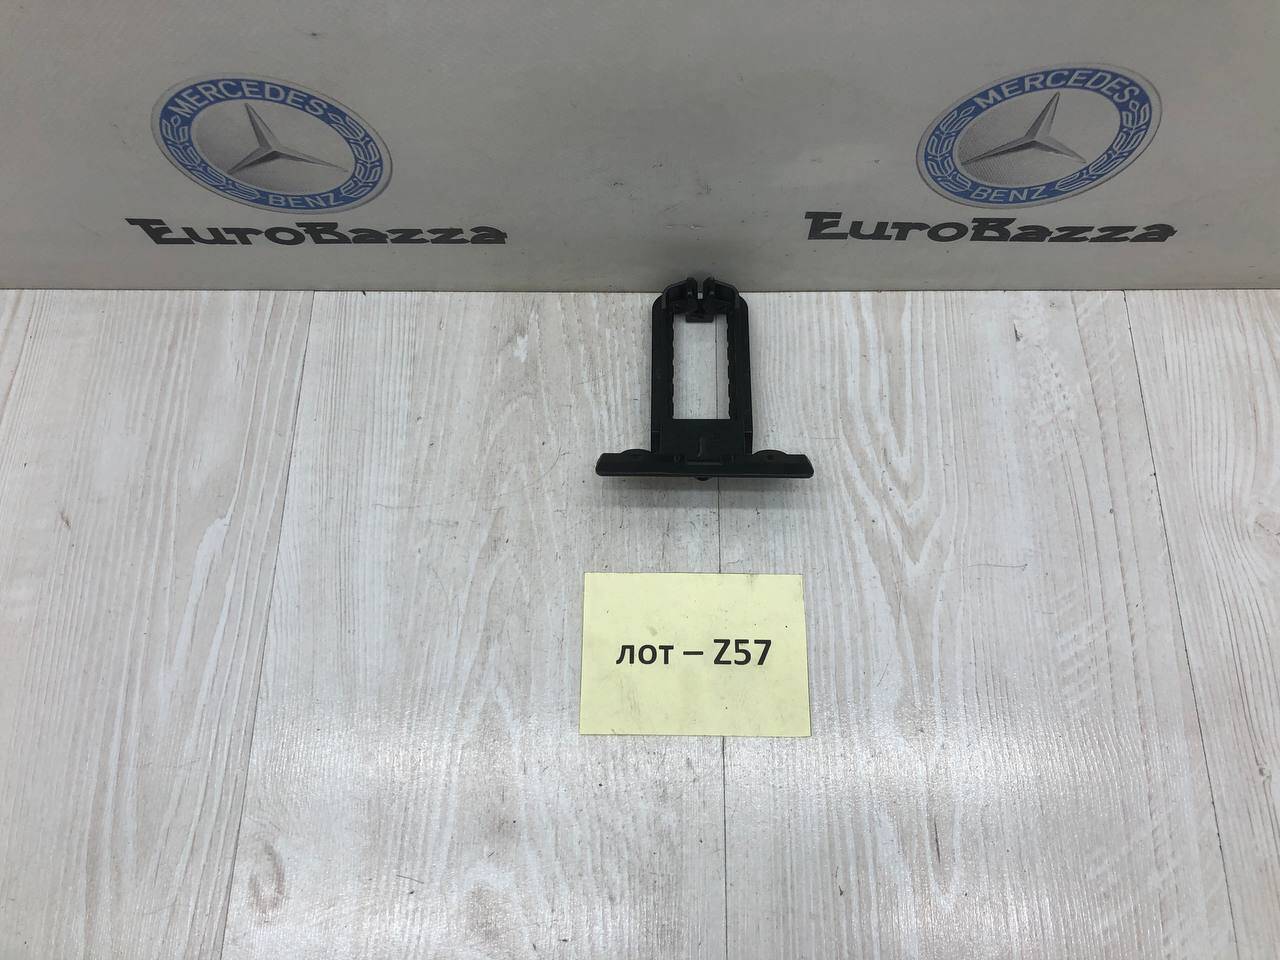 MERCEDES
BENZ
EuroBazza
MERCEDES
BENZ
EuroBazza
лот – Z57